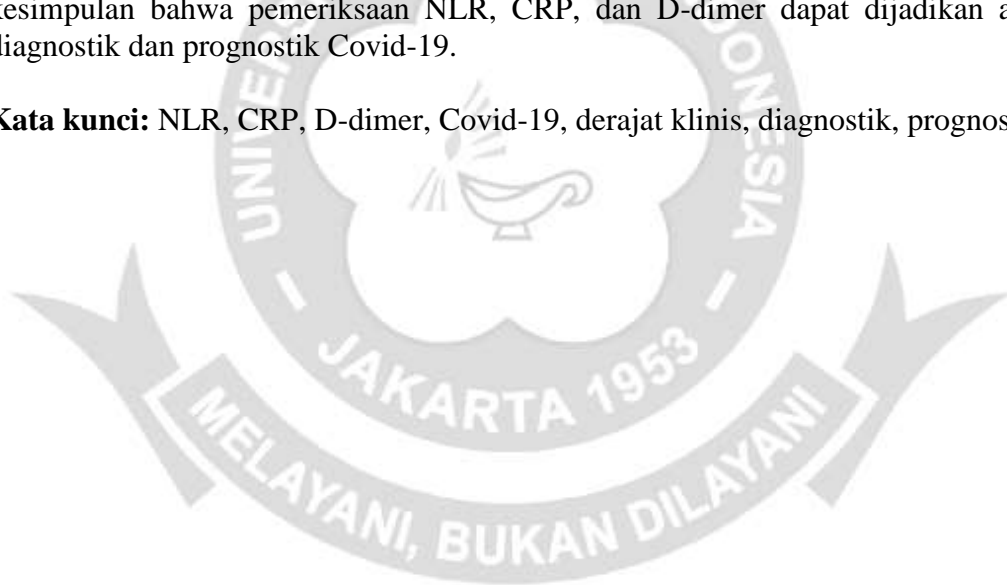 kesimpulan bahwa pemeriksaan NLR, CRP, dan D-dimer dapat dijadikan
diagnostik dan prognostik Covid-19.
Kata kunci: NLR, CRP, D-dimer, Covid-19, derajat klinis, diagnostik,
JAKARTA 1953
MELAYANI, BUKAN DILAYANI